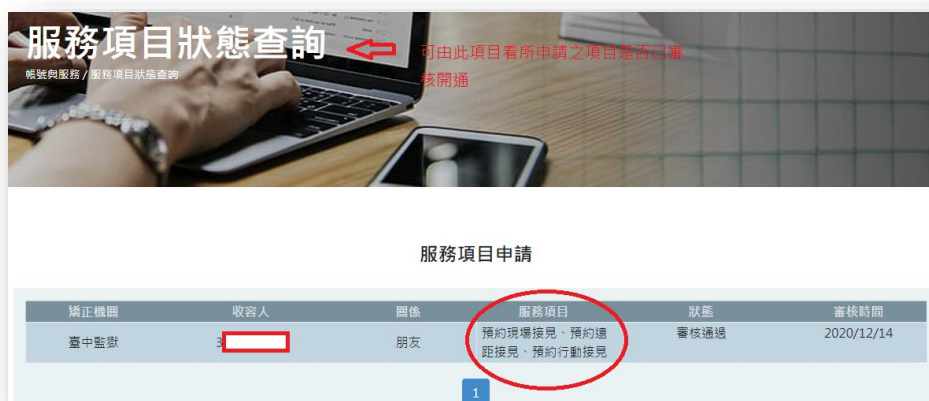 服務項目狀態查詢
帳號與服務 / 服務項目狀態查詢
可由此項目看所申請之項目是否已審
核開通
服務項目申請
矯正機關 收容人 關係 服務項目 狀態 審核時間
臺中監獄 3 朋友 預約現場接見、預約遠 審核通過 2020/12/14
距接見、預約行動接見
1